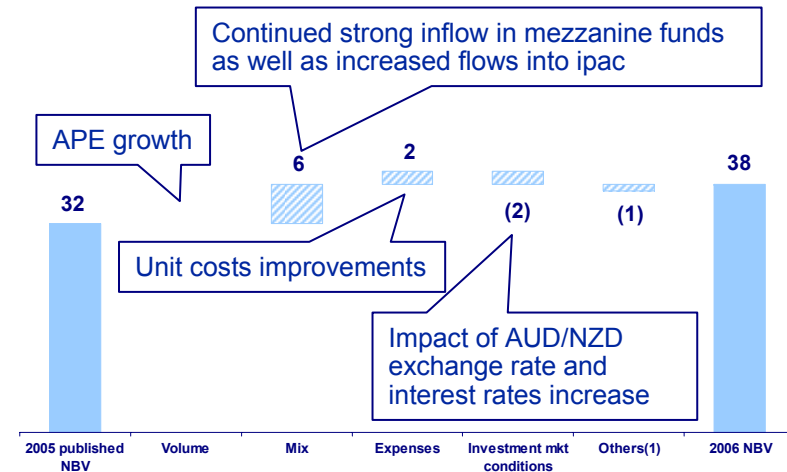 Continued strong inflow in mezzanine funds
as well as increased flows into ipac
APE growth
32
6
2
(2)
(1)
38
Unit costs improvements
Impact of AUD/NZD
exchange rate and
interest rates increase
2005 published
NBV
Volume
Mix
Expenses
Investment mkt
conditions
Others(1)
2006 NBV